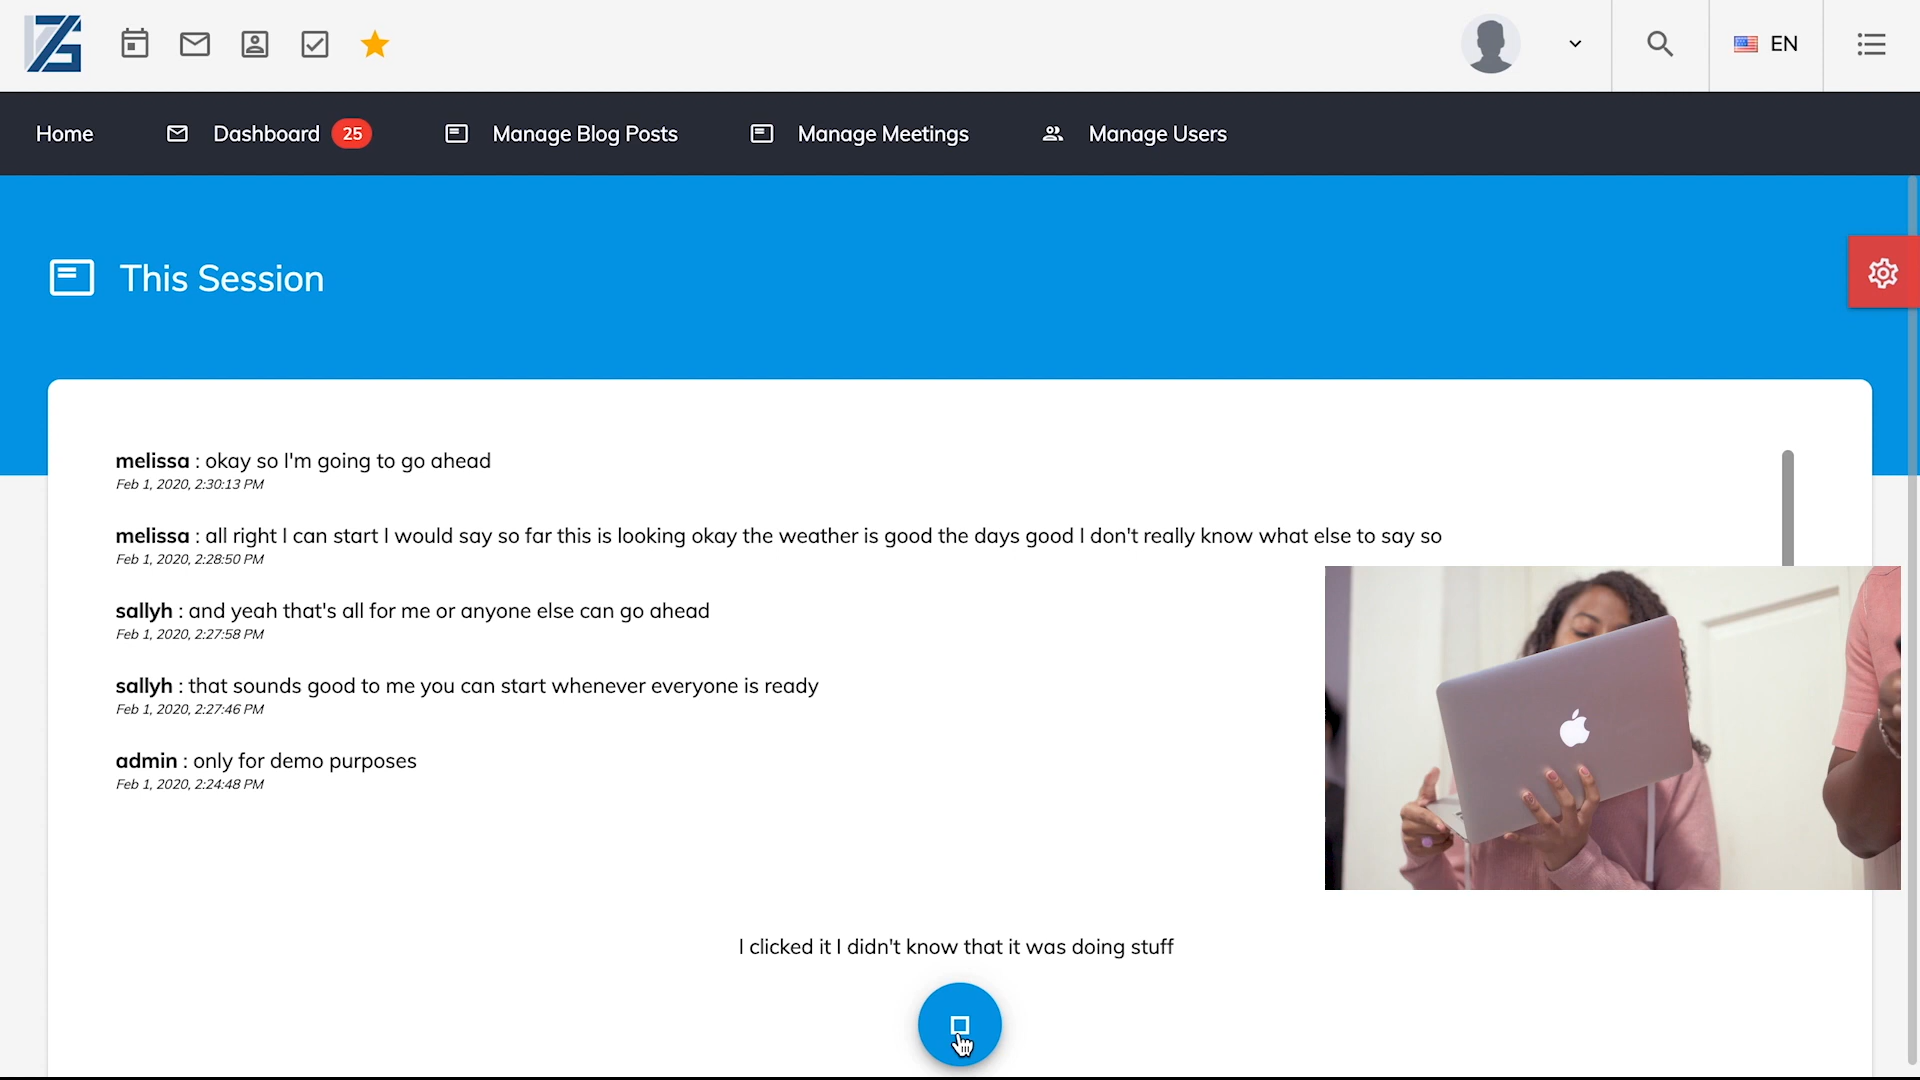 EN
Home
Dashboard 25
Manage Blog Posts
Manage Meetings
Manage Users
This Session
melissa : okay so I'm going to go ahead
Feb 1, 2020, 2:30:13 PM
melissa : all right I can start I would say so far this is looking okay the weather is good the days good I don't really know what else to say so
Feb 1, 2020, 2:28:50 PM
sallyh : and yeah that's all for me or anyone else can go ahead
Feb 1, 2020, 2:27:58 PM
sallyh : that sounds good to me you can start whenever everyone is ready
Feb 1, 2020, 2:27:46 PM
admin : only for demo purposes
Feb 1, 2020, 2:24:48 PM
I clicked it I didn't know that it was doing stuff